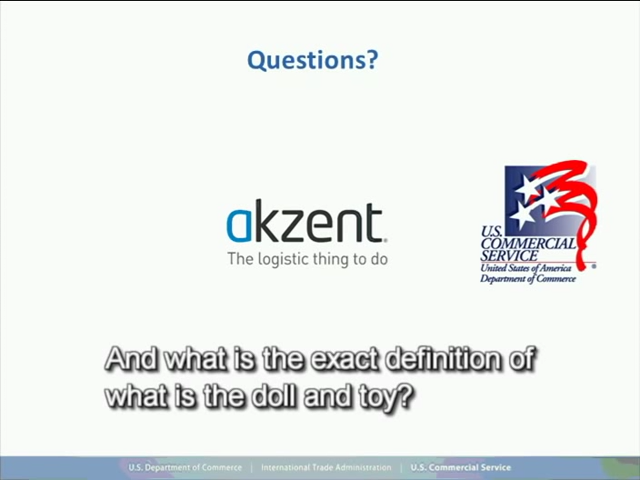 Questions?
akzent
The logistic thing to do
U.S.
COMMERCIAL
SERVICE
United States of America
Department of Commerce
And what is the exact definition of
what is the doll and toy?
U.S. Department of Commerce | International Trade Administration | U.S. Commercial Service